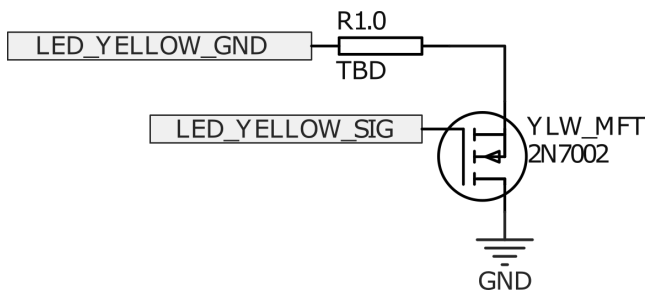 R1.0
LED_YELLOW_GND
TBD
LED_YELLOW_SIG
YLW_MFT
2N7002
GND